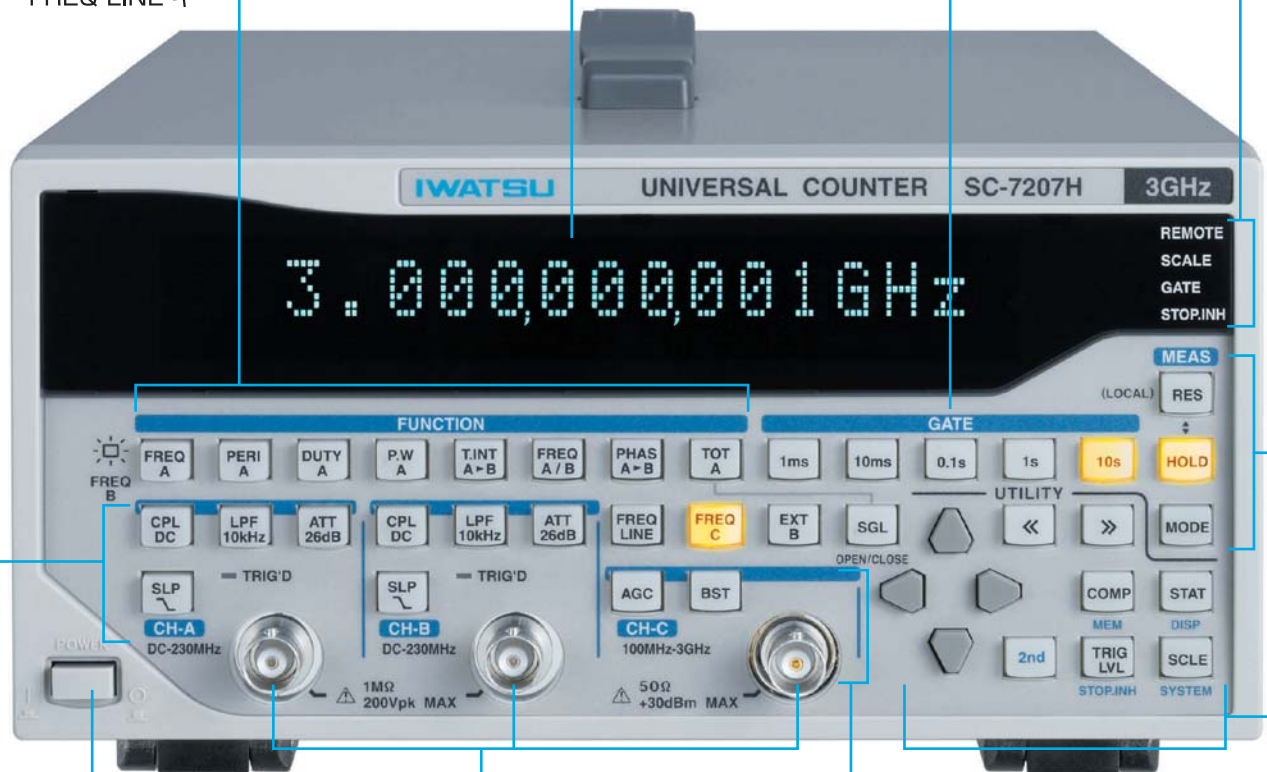 FREQ LINE
IWATSU UNIVERSAL COUNTER SC-7207H 3GHz
REMOTE
SCALE
GATE
STOP.INH
3.000,000,001GHz
MEAS
(LOCAL) RES
FUNCTION GATE
FREQ A PERI A DUTY A P.W A T.INT A►B FREQ A/B PHAS A►B TOT A 1ms 10ms 0.1s 1s 10s HOLD
FREQ B
UTILITY
CPL DC LPF 10kHz ATT 26dB CPL DC LPF 10kHz ATT 26dB FREQ LINE FREQ C EXT B SGL « » MODE
OPEN/CLOSE
SLP TRIG'D SLP TRIG'D AGC BST COMP STAT
MEM DISP
CH-A CH-B CH-C
DC-230MHz DC-230MHz 100MHz-3GHz
POWER
2nd TRIG LVL SCLE
STOP.INH SYSTEM
1MΩ 50Ω
200Vpk MAX +30dBm MAX